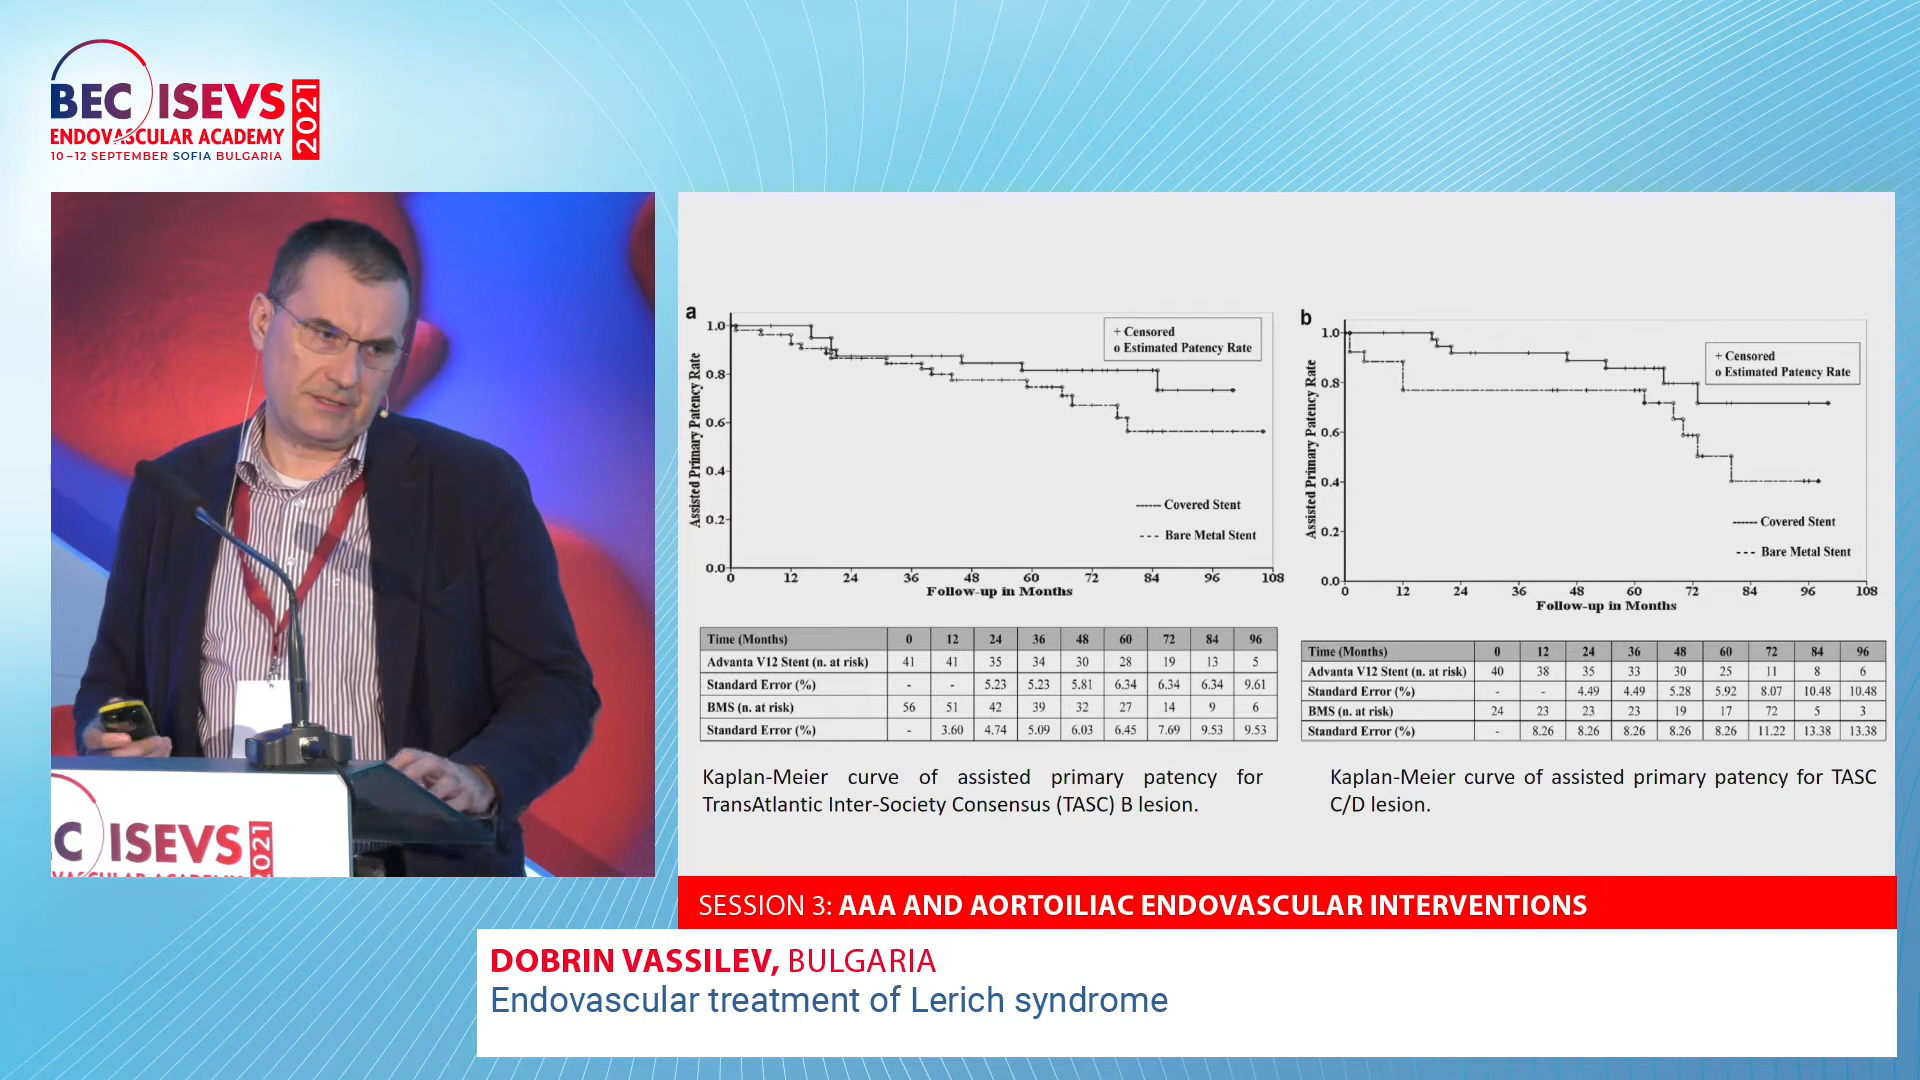 BEC ISEVS 2021
ENDOVASCULAR ACADEMY
10–12 SEPTEMBER SOFIA BULGARIA
a
1.0
0.8
0.6
0.4
0.2
0.0
Assisted Primary Patency Rate
+ Censored
o Estimated Patency Rate
Covered Stent
Bare Metal Stent
0 12 24 36 48 60 72 84 96 108
Follow-up in Months
Time (Months) 0 12 24 36 48 60 72 84 96
Advanta V12 Stent (n. at risk) 41 41 35 34 30 28 19 13 5
Standard Error (%) - - 5.23 5.23 5.81 6.34 6.34 6.34 9.61
BMS (n. at risk) 56 51 42 39 32 27 14 9 6
Standard Error (%) - 3.60 4.74 5.09 6.03 6.45 7.69 9.53 9.53
Kaplan-Meier curve of assisted primary patency for
TransAtlantic Inter-Society Consensus (TASC) B lesion.
b
1.0
0.8
0.6
0.4
0.2
0.0
Assisted Primary Patency Rate
+ Censored
o Estimated Patency Rate
Covered Stent
Bare Metal Stent
0 12 24 36 48 60 72 84 96 108
Follow-up in Months
Time (Months) 0 12 24 36 48 60 72 84 96
Advanta V12 Stent (n. at risk) 40 38 35 33 30 25 11 8 6
Standard Error (%) - - 4.49 4.49 5.28 5.92 8.07 10.48 10.48
BMS (n. at risk) 24 23 23 23 19 17 72 5 3
Standard Error (%) - 8.26 8.26 8.26 8.26 8.26 11.22 13.38 13.38
Kaplan-Meier curve of assisted primary patency for TASC
C/D lesion.
EC ISEVS 2021
SESSION 3: AAA AND AORTOILIAC ENDOVASCULAR INTERVENTIONS
DOBRIN VASSILEV, BULGARIA
Endovascular treatment of Lerich syndrome